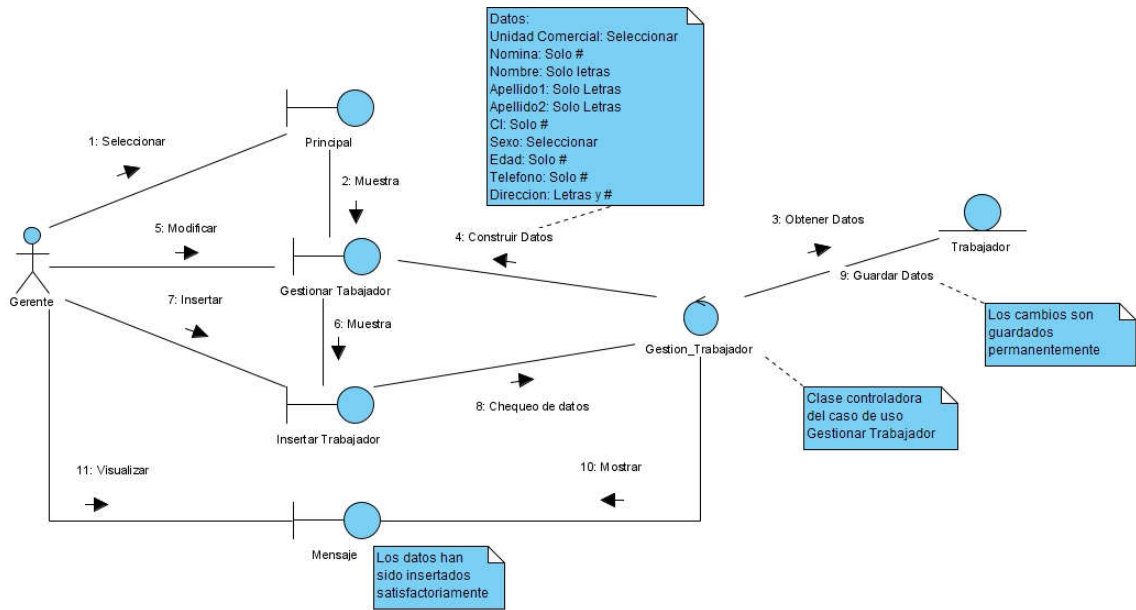 Datos:
Unidad Comercial: Seleccionar
Nomina: Solo #
Nombre: Solo letras
Apellido1: Solo Letras
Apellido2: Solo Letras
CI: Solo #
Sexo: Seleccionar
Edad: Solo #
Telefono: Solo #
Direccion: Letras y #
1: Seleccionar
Principal
2: Muestra
3: Obtener Datos
Trabajador
5: Modificar
4: Construir Datos
Gerente
Gestionar Tabajador
9: Guardar Datos
7: Insertar
6: Muestra
Gestion_Trabajador
Los cambios son
guardados
permanentemente
8: Chequeo de datos
Insertar Trabajador
Clase controladora
del caso de uso
Gestionar Trabajador
11: Visualizar
10: Mostrar
Mensaje
Los datos han
sido insertados
satisfactoriamente